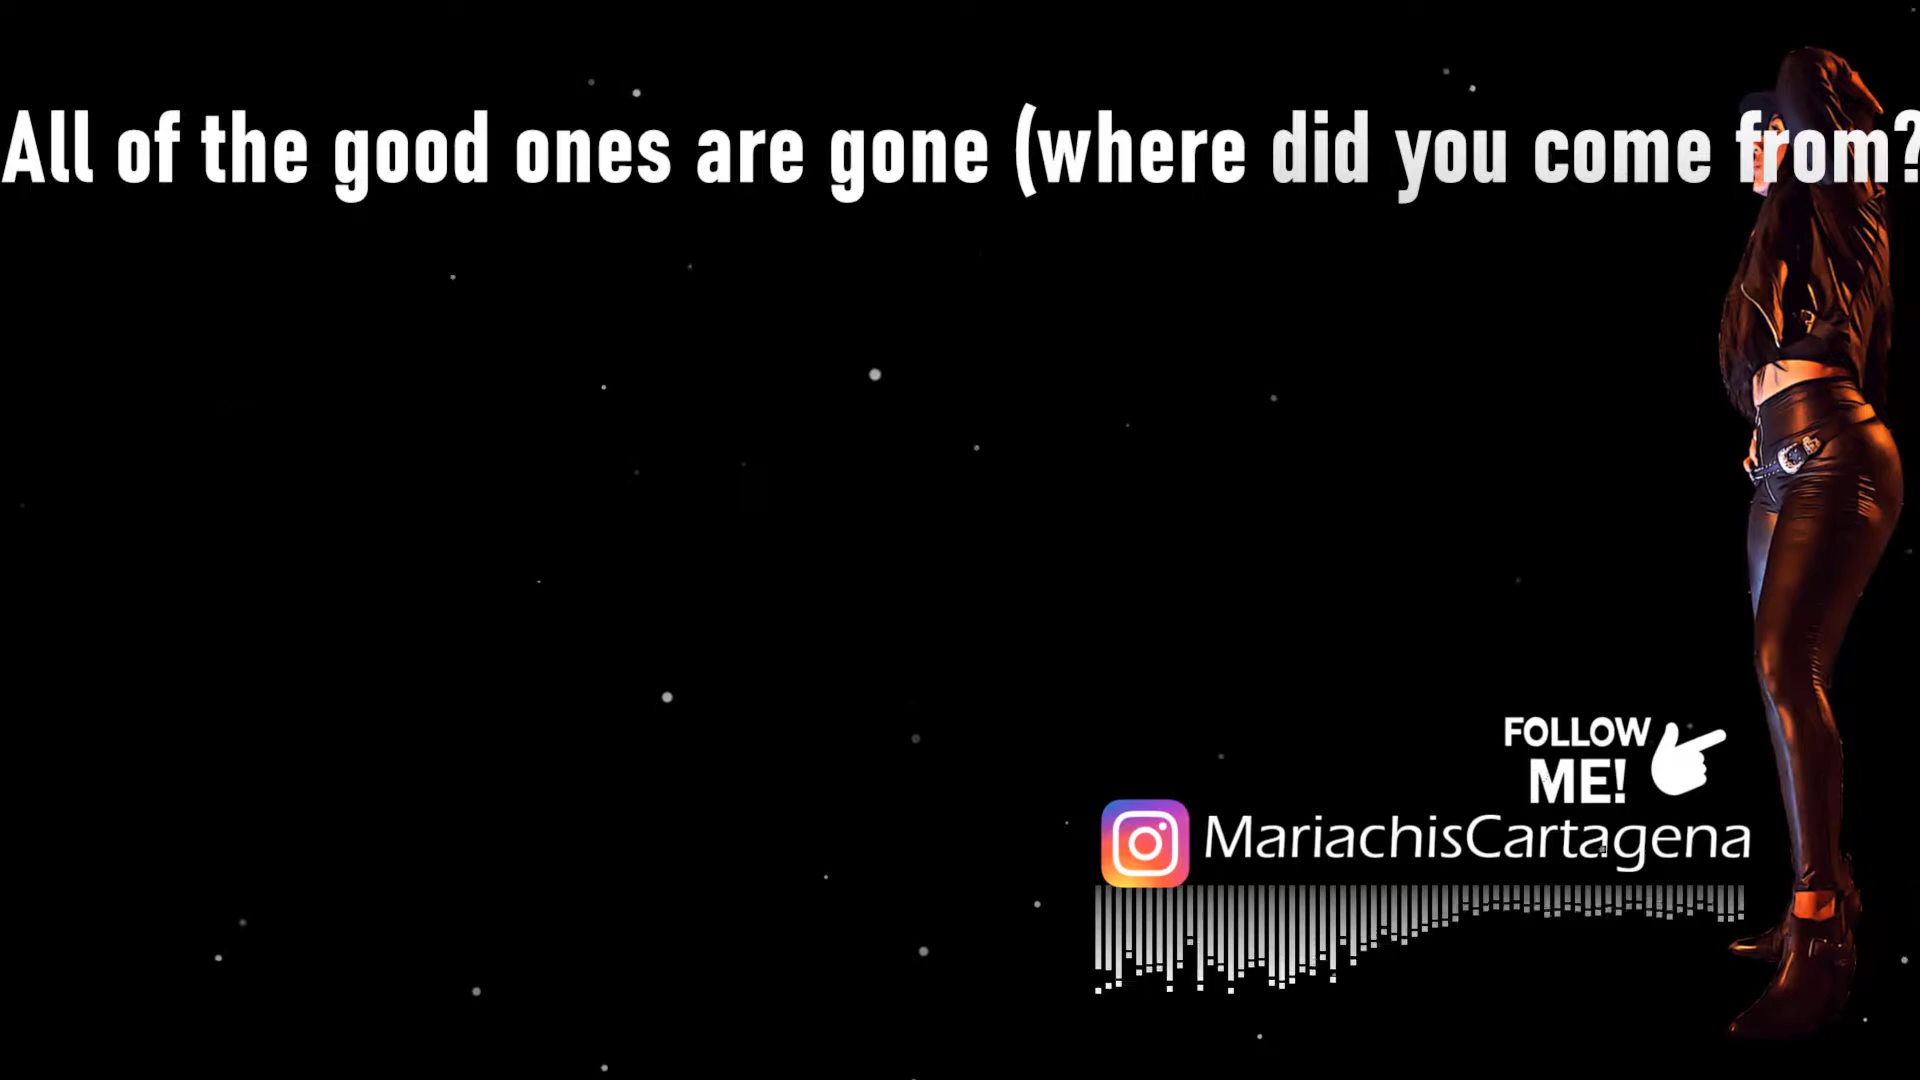 All of the good ones are gone (where did you come from?
FOLLOW
ME!
MariachisCartagena